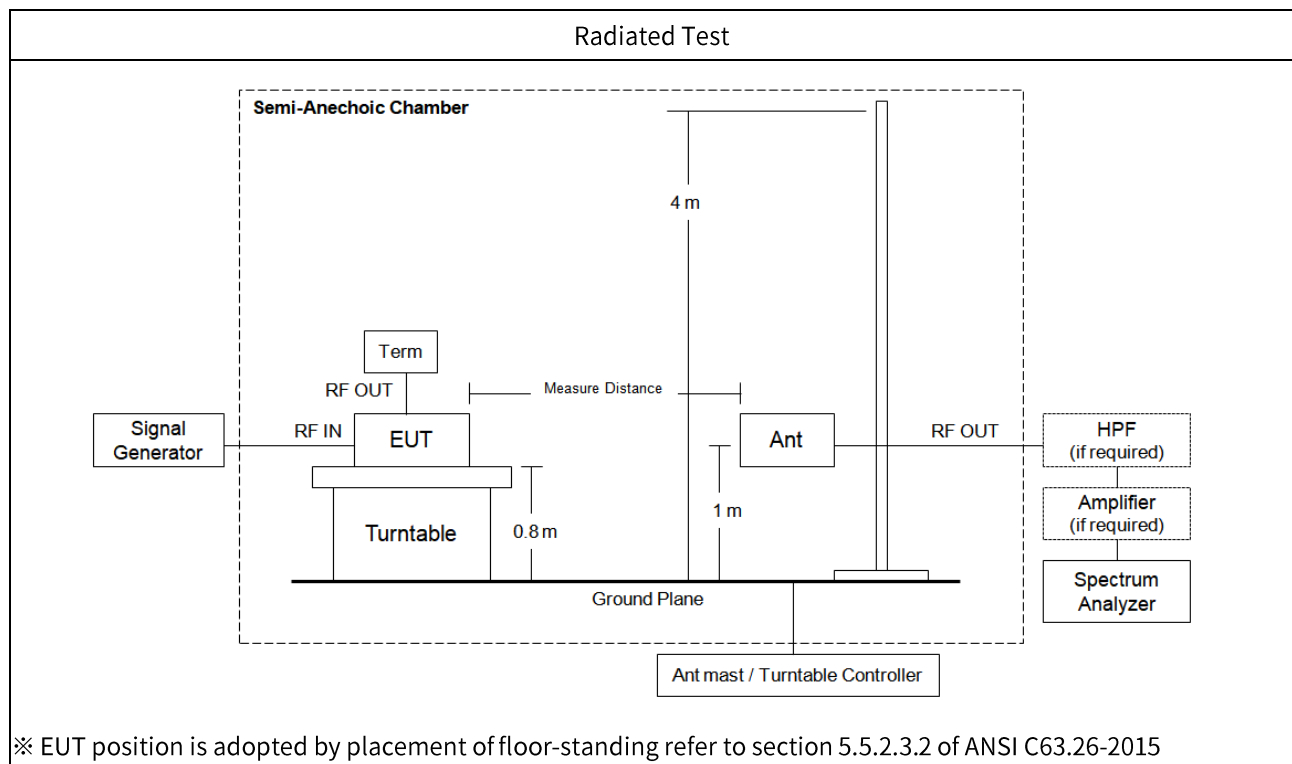 Radiated Test
Semi-Anechoic Chamber
4 m
Term
RF OUT
Measure Distance
Signal
Generator
RF IN
EUT
Ant
RF OUT
HPF
(if required)
Turntable
0.8 m
1 m
Amplifier
(if required)
Spectrum
Analyzer
Ground Plane
Ant mast / Turntable Controller
※ EUT position is adopted by placement of floor-standing refer to section 5.5.2.3.2 of ANSI C63.26-2015